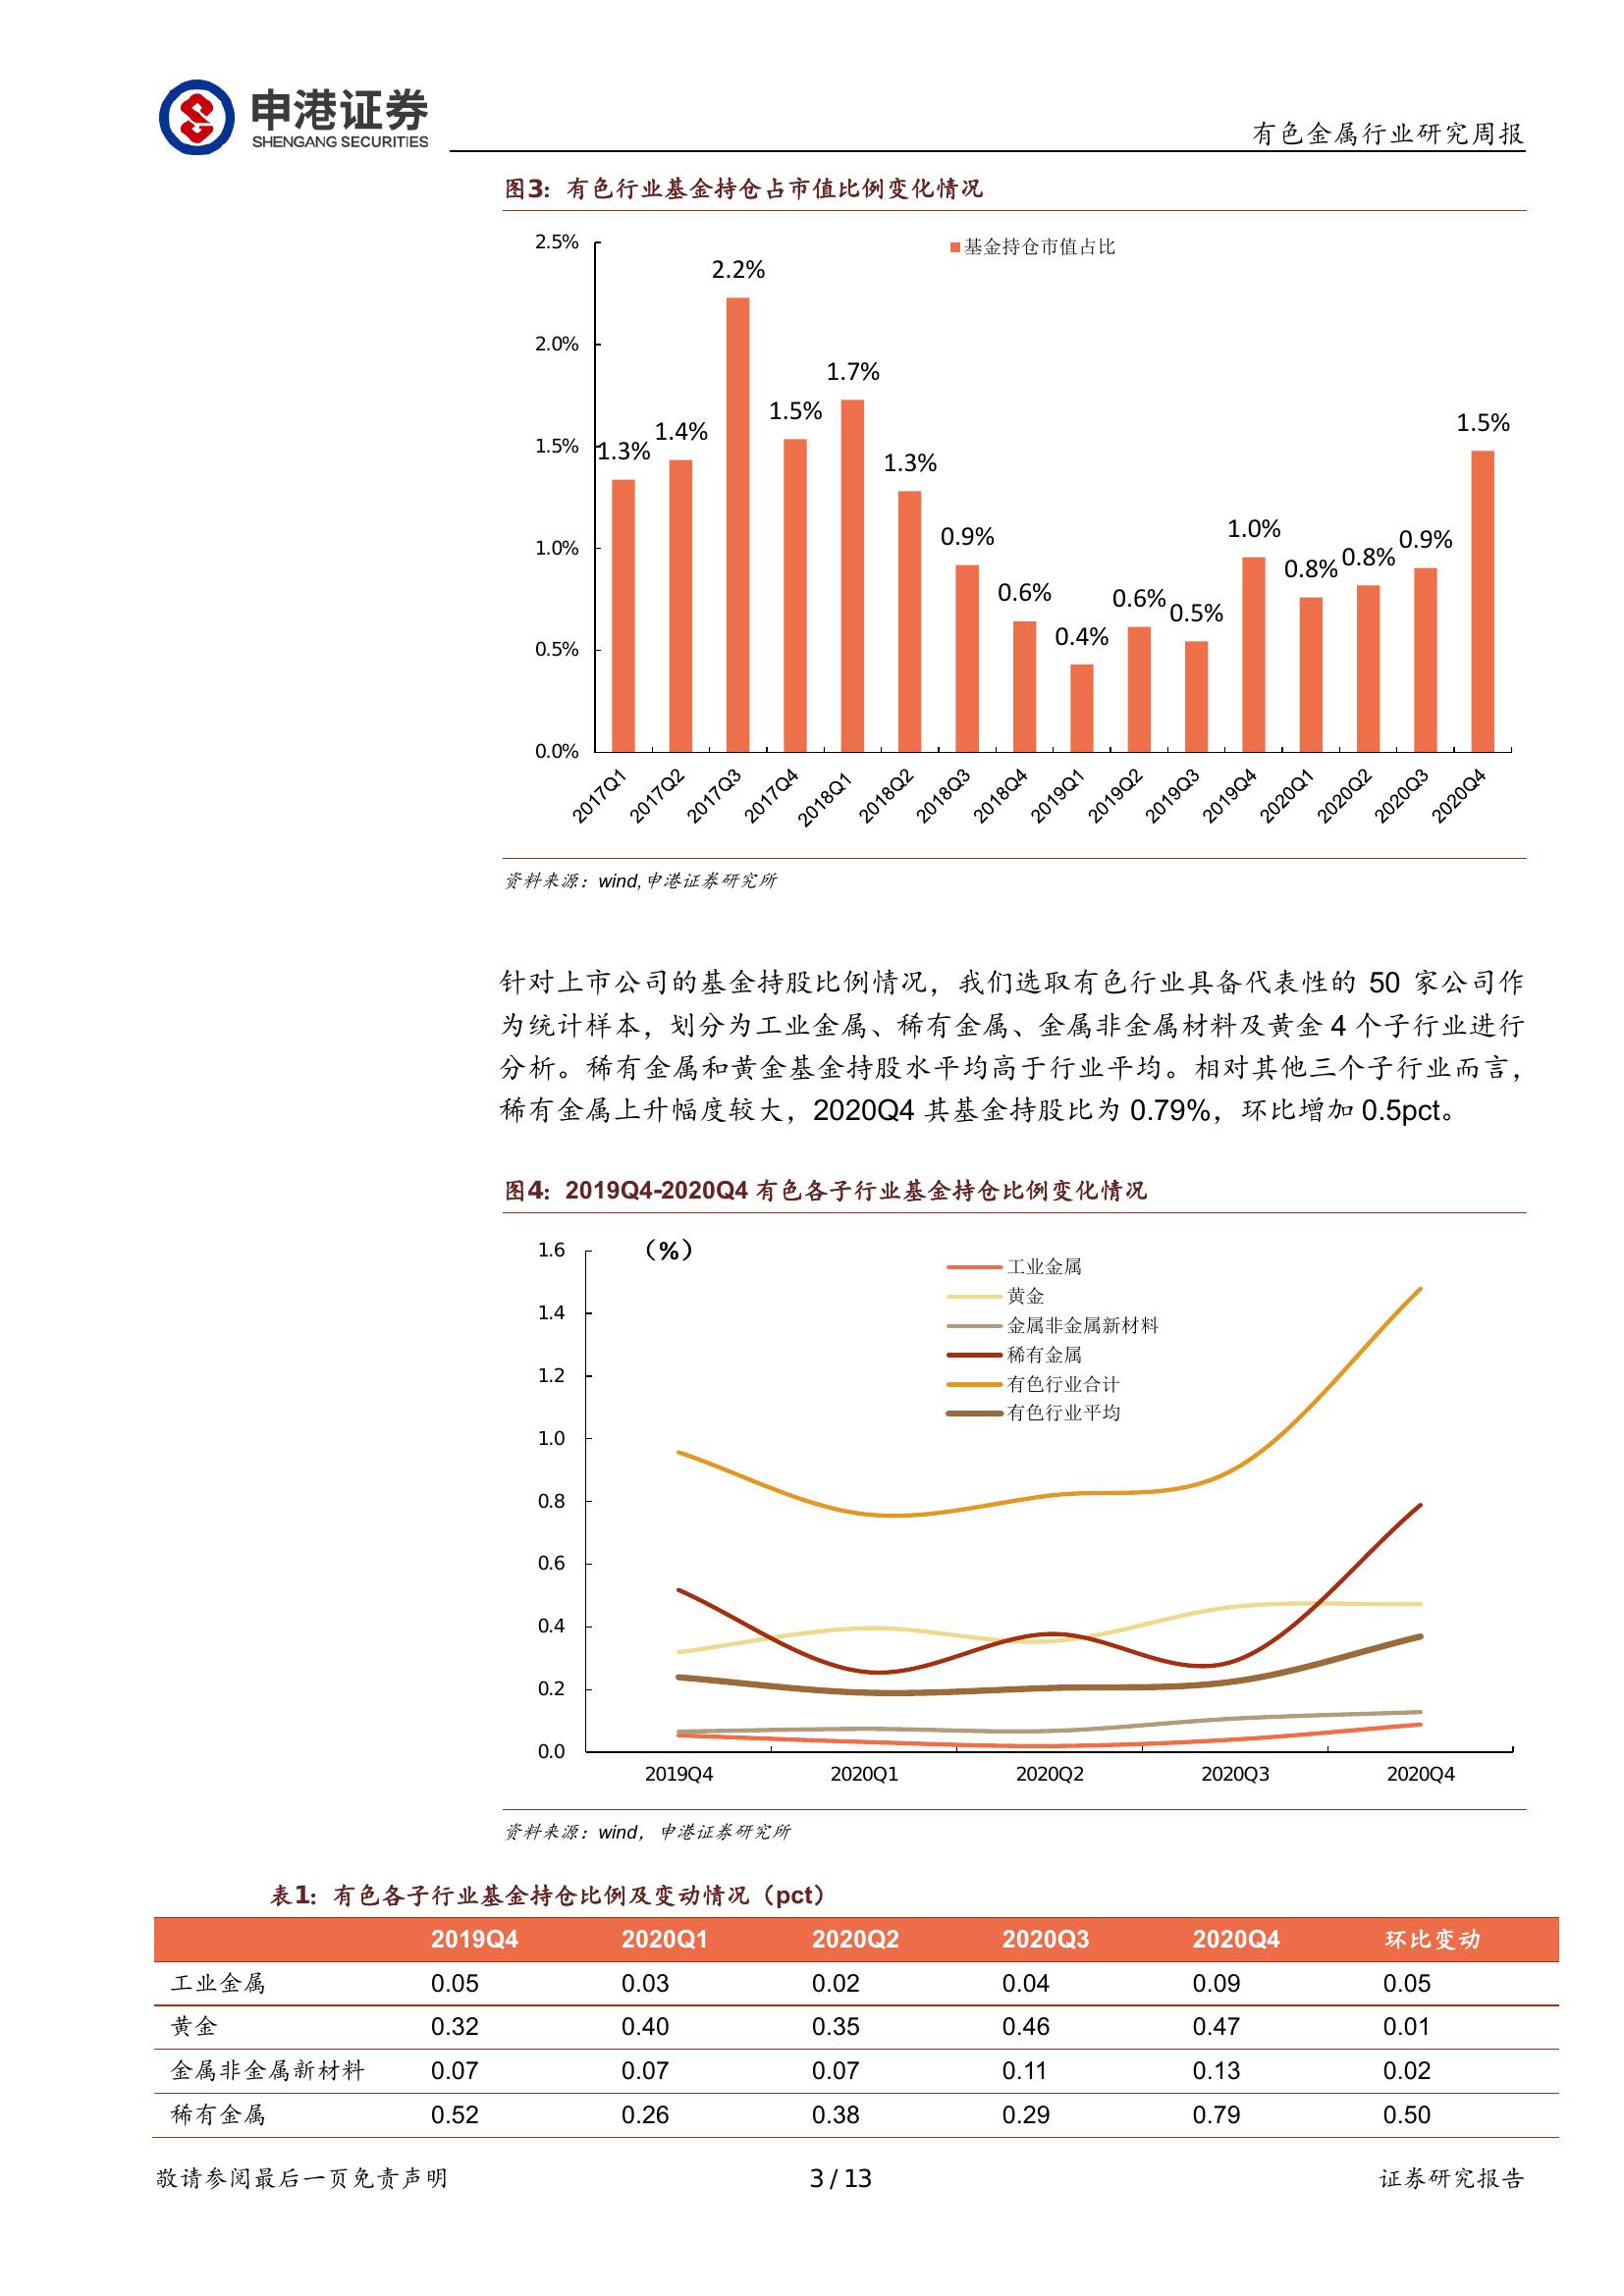 申港证券
SHENGANG SECURITIES
有色金属行业研究周报
图3：有色行业基金持仓占市值比例变化情况
基金持仓市值占比
2.5%
2.0%
1.5%
1.0%
0.5%
0.0%
1.3%
1.4%
2.2%
1.5%
1.7%
1.3%
0.9%
0.6%
0.4%
0.6%
0.5%
1.0%
0.8%
0.8%
0.9%
1.5%
2017Q1
2017Q2
2017Q3
2017Q4
2018Q1
2018Q2
2018Q3
2018Q4
2019Q1
2019Q2
2019Q3
2019Q4
2020Q1
2020Q2
2020Q3
2020Q4
资料来源：wind,申港证券研究所
针对上市公司的基金持股比例情况，我们选取有色行业具备代表性的 50 家公司作
为统计样本，划分为工业金属、稀有金属、金属非金属材料及黄金 4 个子行业进行
分析。稀有金属和黄金基金持股水平均高于行业平均。相对其他三个子行业而言，
稀有金属上升幅度较大，2020Q4 其基金持股比为 0.79%，环比增加 0.5pct。
图4：2019Q4-2020Q4 有色各子行业基金持仓比例变化情况
（%）
工业金属
黄金
金属非金属新材料
稀有金属
有色行业合计
有色行业平均
1.6
1.4
1.2
1.0
0.8
0.6
0.4
0.2
0.0
2019Q4 2020Q1 2020Q2 2020Q3 2020Q4
资料来源：wind，申港证券研究所
表1：有色各子行业基金持仓比例及变动情况（pct）
2019Q4 2020Q1 2020Q2 2020Q3 2020Q4 环比变动
工业金属 0.05 0.03 0.02 0.04 0.09 0.05
黄金 0.32 0.40 0.35 0.46 0.47 0.01
金属非金属新材料 0.07 0.07 0.07 0.11 0.13 0.02
稀有金属 0.52 0.26 0.38 0.29 0.79 0.50
敬请参阅最后一页免责声明 3 / 13 证券研究报告